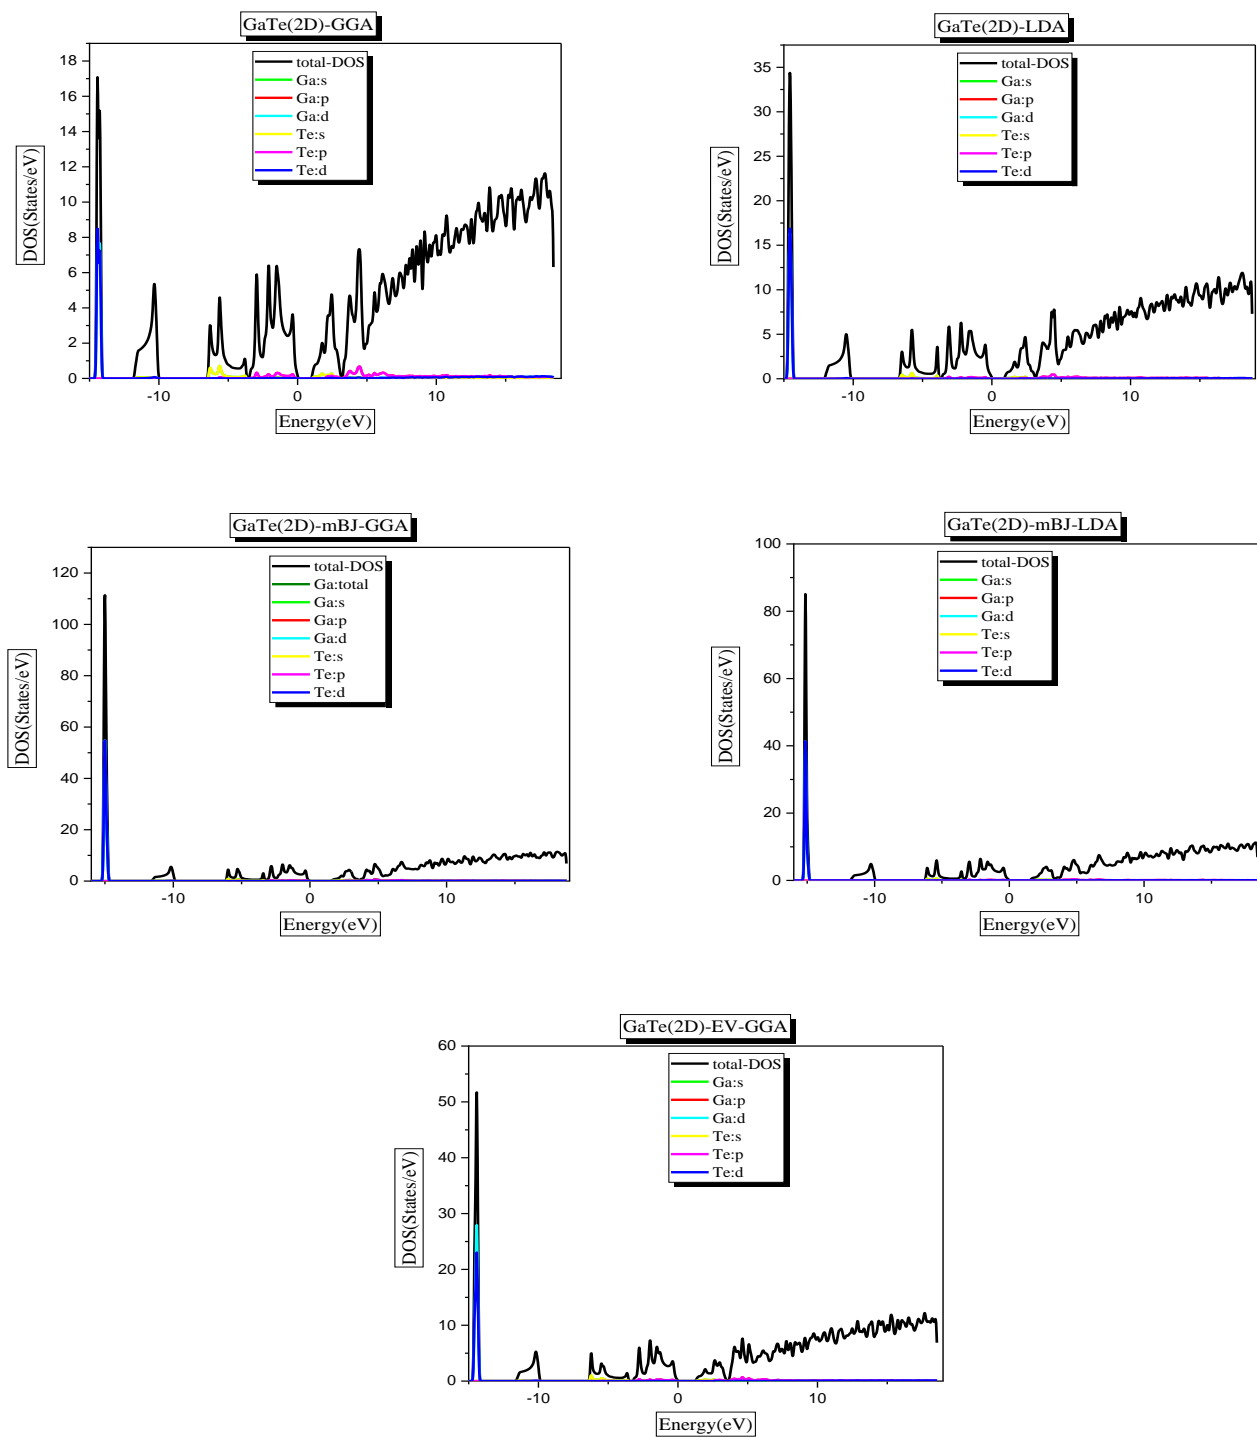 GaTe(2D)-GGA
total-DOS
Ga:s
Ga:p
Ga:d
Te:s
Te:p
Te:d
18
16
14
12
10
8
6
4
2
0
DOS(States/eV)
-10
0
10
Energy(eV)
GaTe(2D)-LDA
total-DOS
Ga:s
Ga:p
Ga:d
Te:s
Te:p
Te:d
35
30
25
20
15
10
5
0
DOS(States/eV)
-10
0
10
Energy(eV)
GaTe(2D)-mBJ-GGA
total-DOS
Ga:total
Ga:s
Ga:p
Ga:d
Te:s
Te:p
Te:d
120
100
80
60
40
20
0
DOS(States/eV)
-10
0
10
Energy(eV)
GaTe(2D)-mBJ-LDA
total-DOS
Ga:s
Ga:p
Ga:d
Te:s
Te:p
Te:d
100
80
60
40
20
0
DOS(States/eV)
-10
0
10
Energy(eV)
GaTe(2D)-EV-GGA
total-DOS
Ga:s
Ga:p
Ga:d
Te:s
Te:p
Te:d
60
50
40
30
20
10
0
DOS(States/eV)
-10
0
10
Energy(eV)